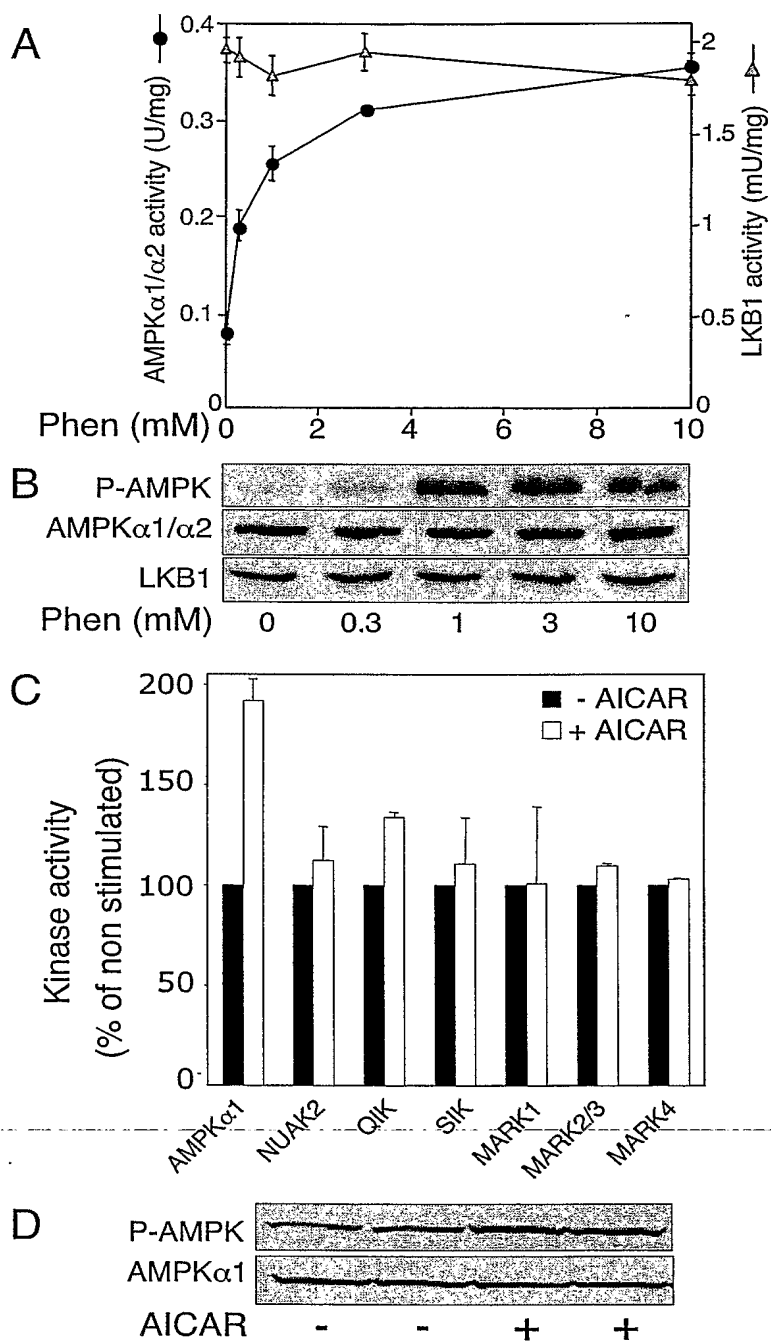 A
AMPKα1/α2 activity (U/mg)
0.4
0.3
0.2
0.1
0
2
1.5
1
0.5
0
LKB1 activity (mU/mg)
Phen (mM) 0 2 4 6 8 10
B
P-AMPK
AMPKα1/α2
LKB1
Phen (mM) 0 0.3 1 3 10
C
Kinase activity
(% of non stimulated)
200
150
100
50
0
- AICAR
+ AICAR
AMPKα1 NUAK2 QIK SIK MARK1 MARK2/3 MARK4
D
P-AMPK
AMPKα1
AICAR - - + +